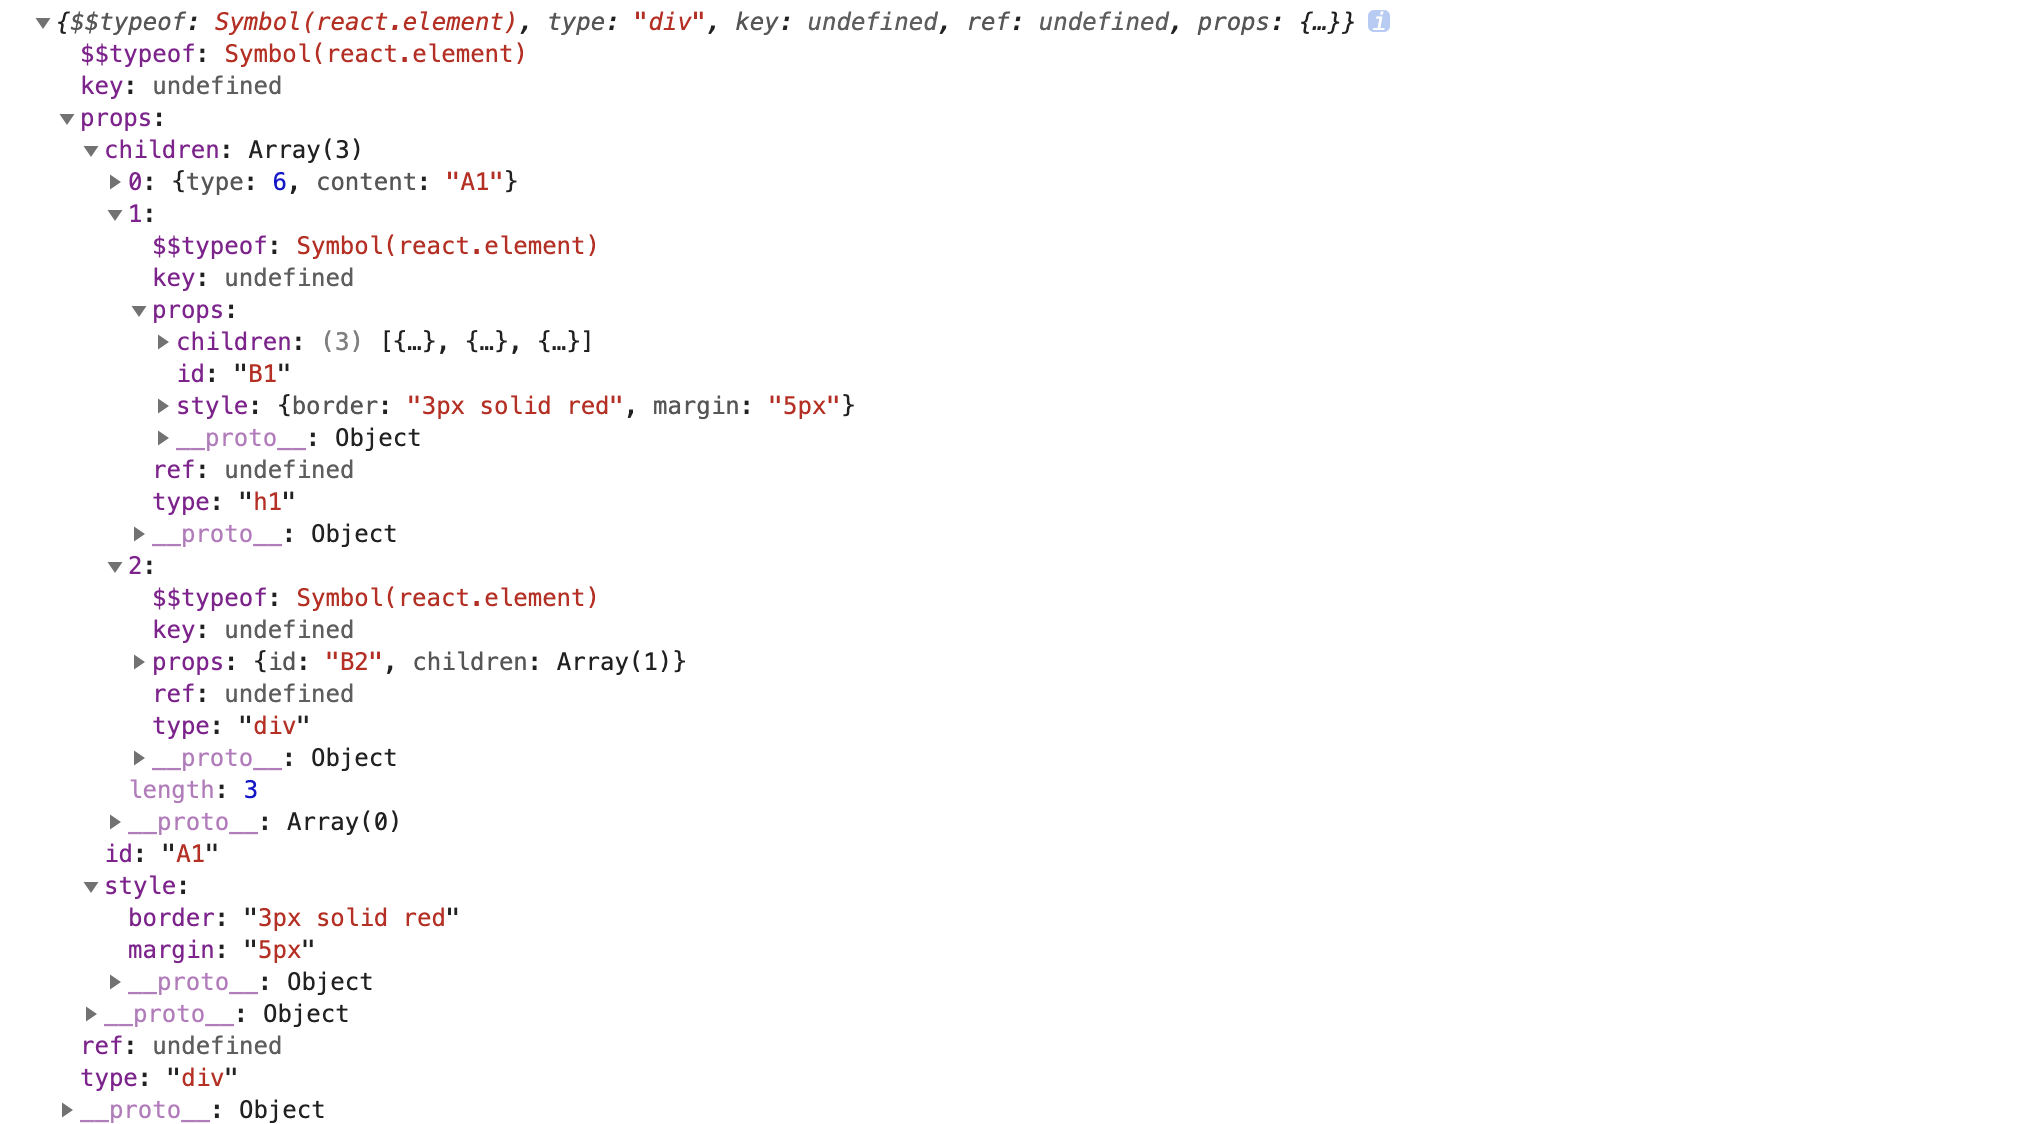 {$$typeof: Symbol(react.element), type: "div", key: undefined, ref: undefined, props: {…}} i
$$typeof: Symbol(react.element)
key: undefined
props:
children: Array(3)
0: {type: 6, content: "A1"}
1:
$$typeof: Symbol(react.element)
key: undefined
props:
children: (3) [{…}, {…}, {…}]
id: "B1"
style: {border: "3px solid red", margin: "5px"}
__proto__: Object
ref: undefined
type: "h1"
__proto__: Object
2:
$$typeof: Symbol(react.element)
key: undefined
props: {id: "B2", children: Array(1)}
ref: undefined
type: "div"
__proto__: Object
length: 3
__proto__: Array(0)
id: "A1"
style:
border: "3px solid red"
margin: "5px"
__proto__: Object
__proto__: Object
ref: undefined
type: "div"
__proto__: Object